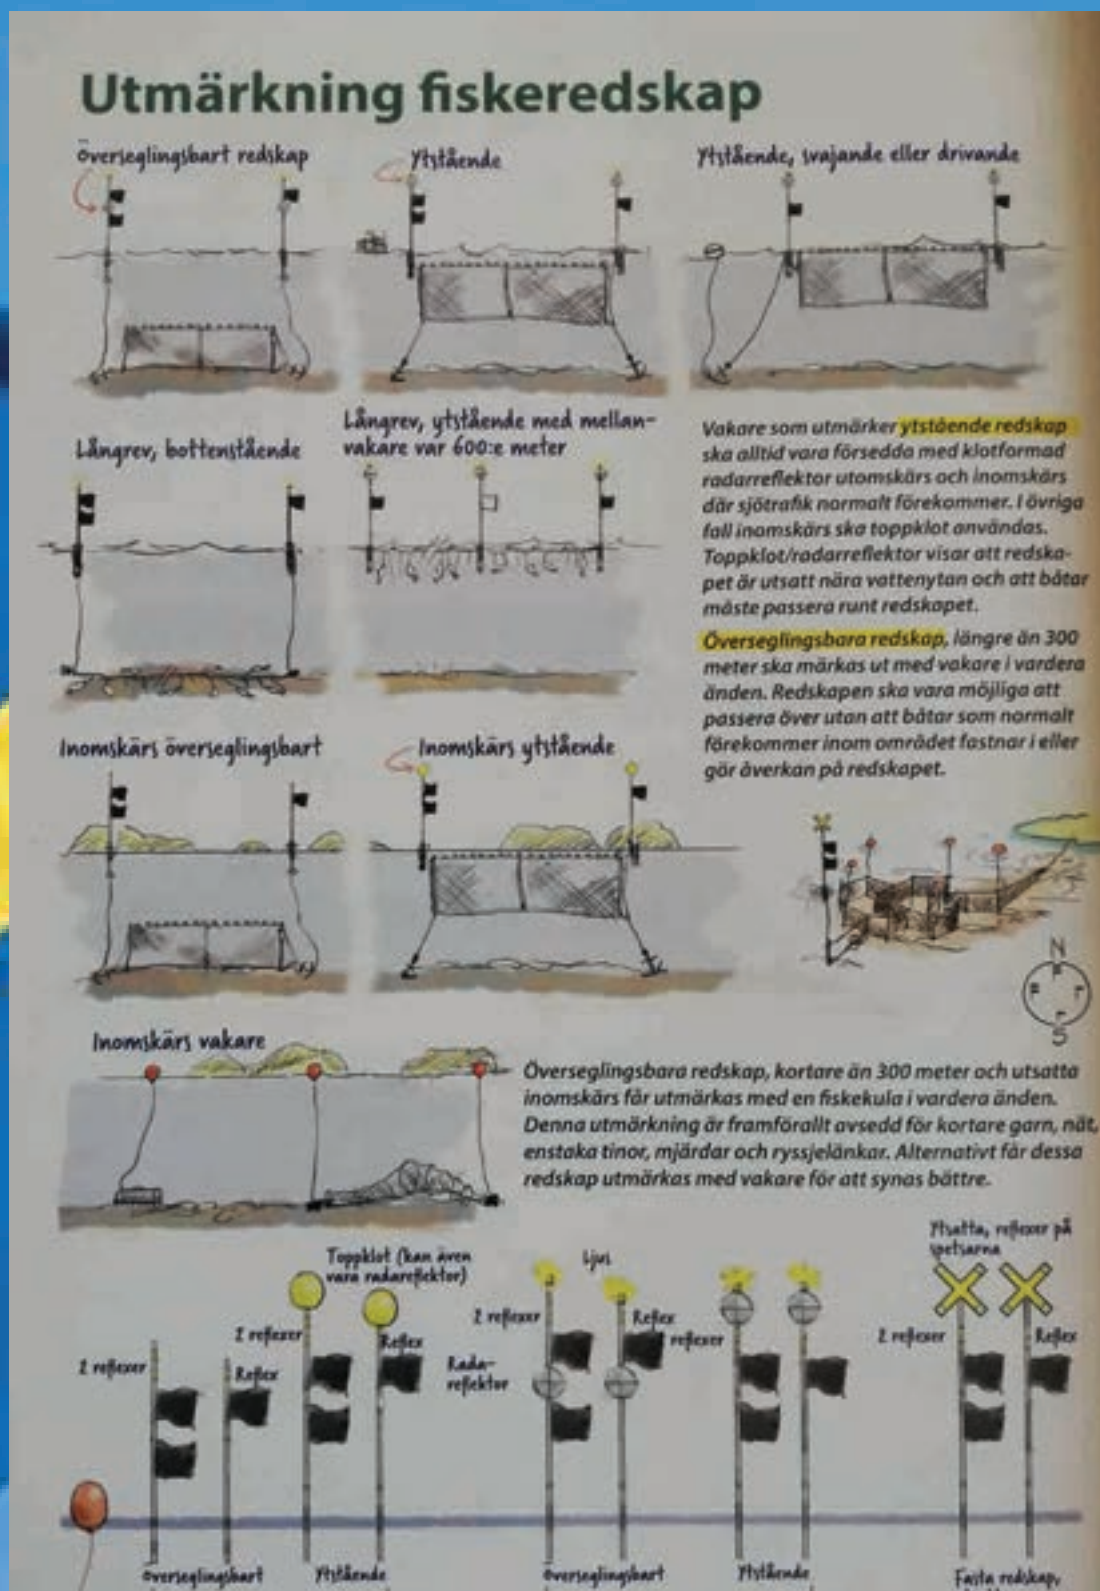 Utmärkning fiskeredskap
Överseglingsbart redskap
Ytstående
Ytstående, svajande eller drivande
Långrev, bottenstående
Långrev, ytstående med mellan-
vakare var 600:e meter
Vakare som utmärker ytstående redskap
ska alltid vara försedda med klotformad
radarreflektor utomskärs och inomskärs
där sjötrafik normalt förekommer. I övriga
fall inomskärs ska toppklot användas.
Toppklot/radarreflektor visar att redska-
pet är utsatt nära vattenytan och att båtar
måste passera runt redskapet.
Överseglingsbara redskap, längre än 300
meter ska märkas ut med vakare i vardera
änden. Redskapen ska vara möjliga att
passera över utan att båtar som normalt
förekommer inom området fastnar i eller
gör åverkan på redskapet.
Inomskärs överseglingsbart
Inomskärs ytstående
N
S
Inomskärs vakare
Överseglingsbara redskap, kortare än 300 meter och utsatta
inomskärs får utmärkas med en fiskekula i vardera änden.
Denna utmärkning är framförallt avsedd för kortare garn, nät,
enstaka tinor, mjärdar och ryssjelänkar. Alternativt får dessa
redskap utmärkas med vakare för att synas bättre.
Toppklot (kan även
vara radareflektor)
Ljus
Ytsatta, reflexer på
spetsarna
2 reflexer
Reflex
2 reflexer
Reflex
2 reflexer
Reflex
Rada-
reflektor
reflexer
2 reflexer
Reflex
Överseglingsbart
Ytstående
Överseglingsbart
Ytstående
Fasta redskap,